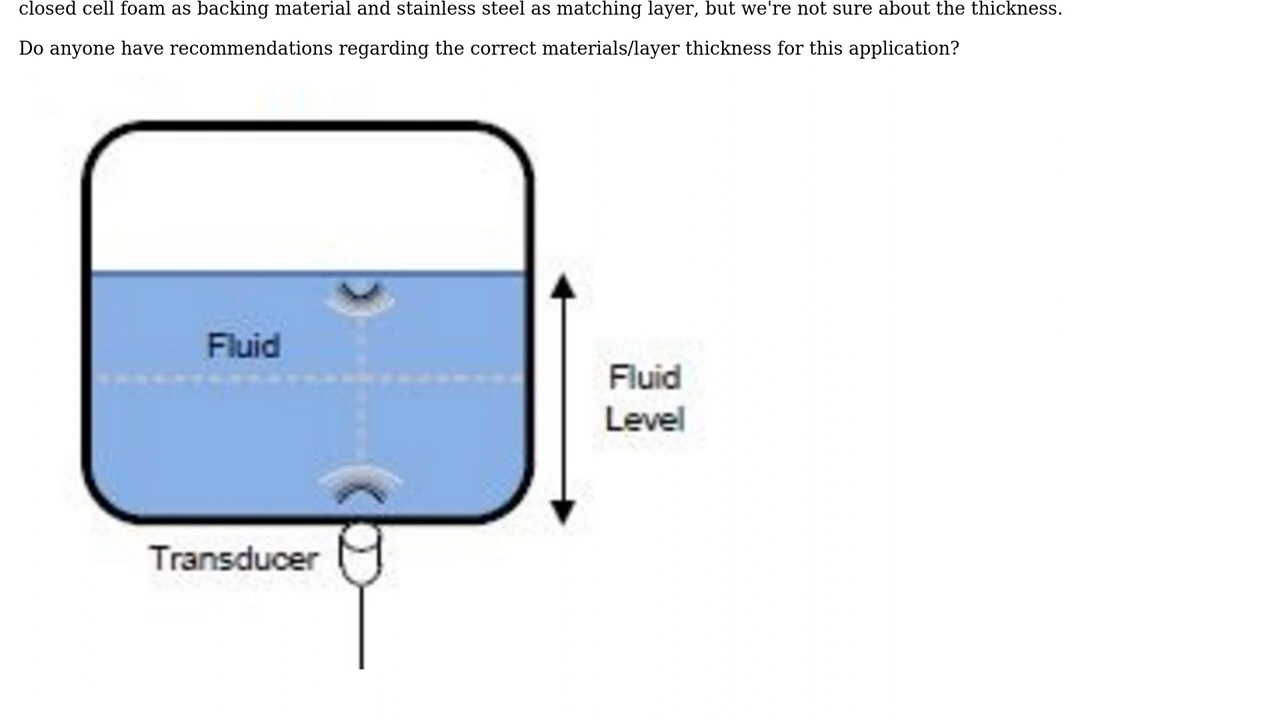 closed cell foam as backing material and stainless steel as matching layer, but we're not sure about the thickness.
Do anyone have recommendations regarding the correct materials/layer thickness for this application?
Fluid
Fluid
Level
Transducer